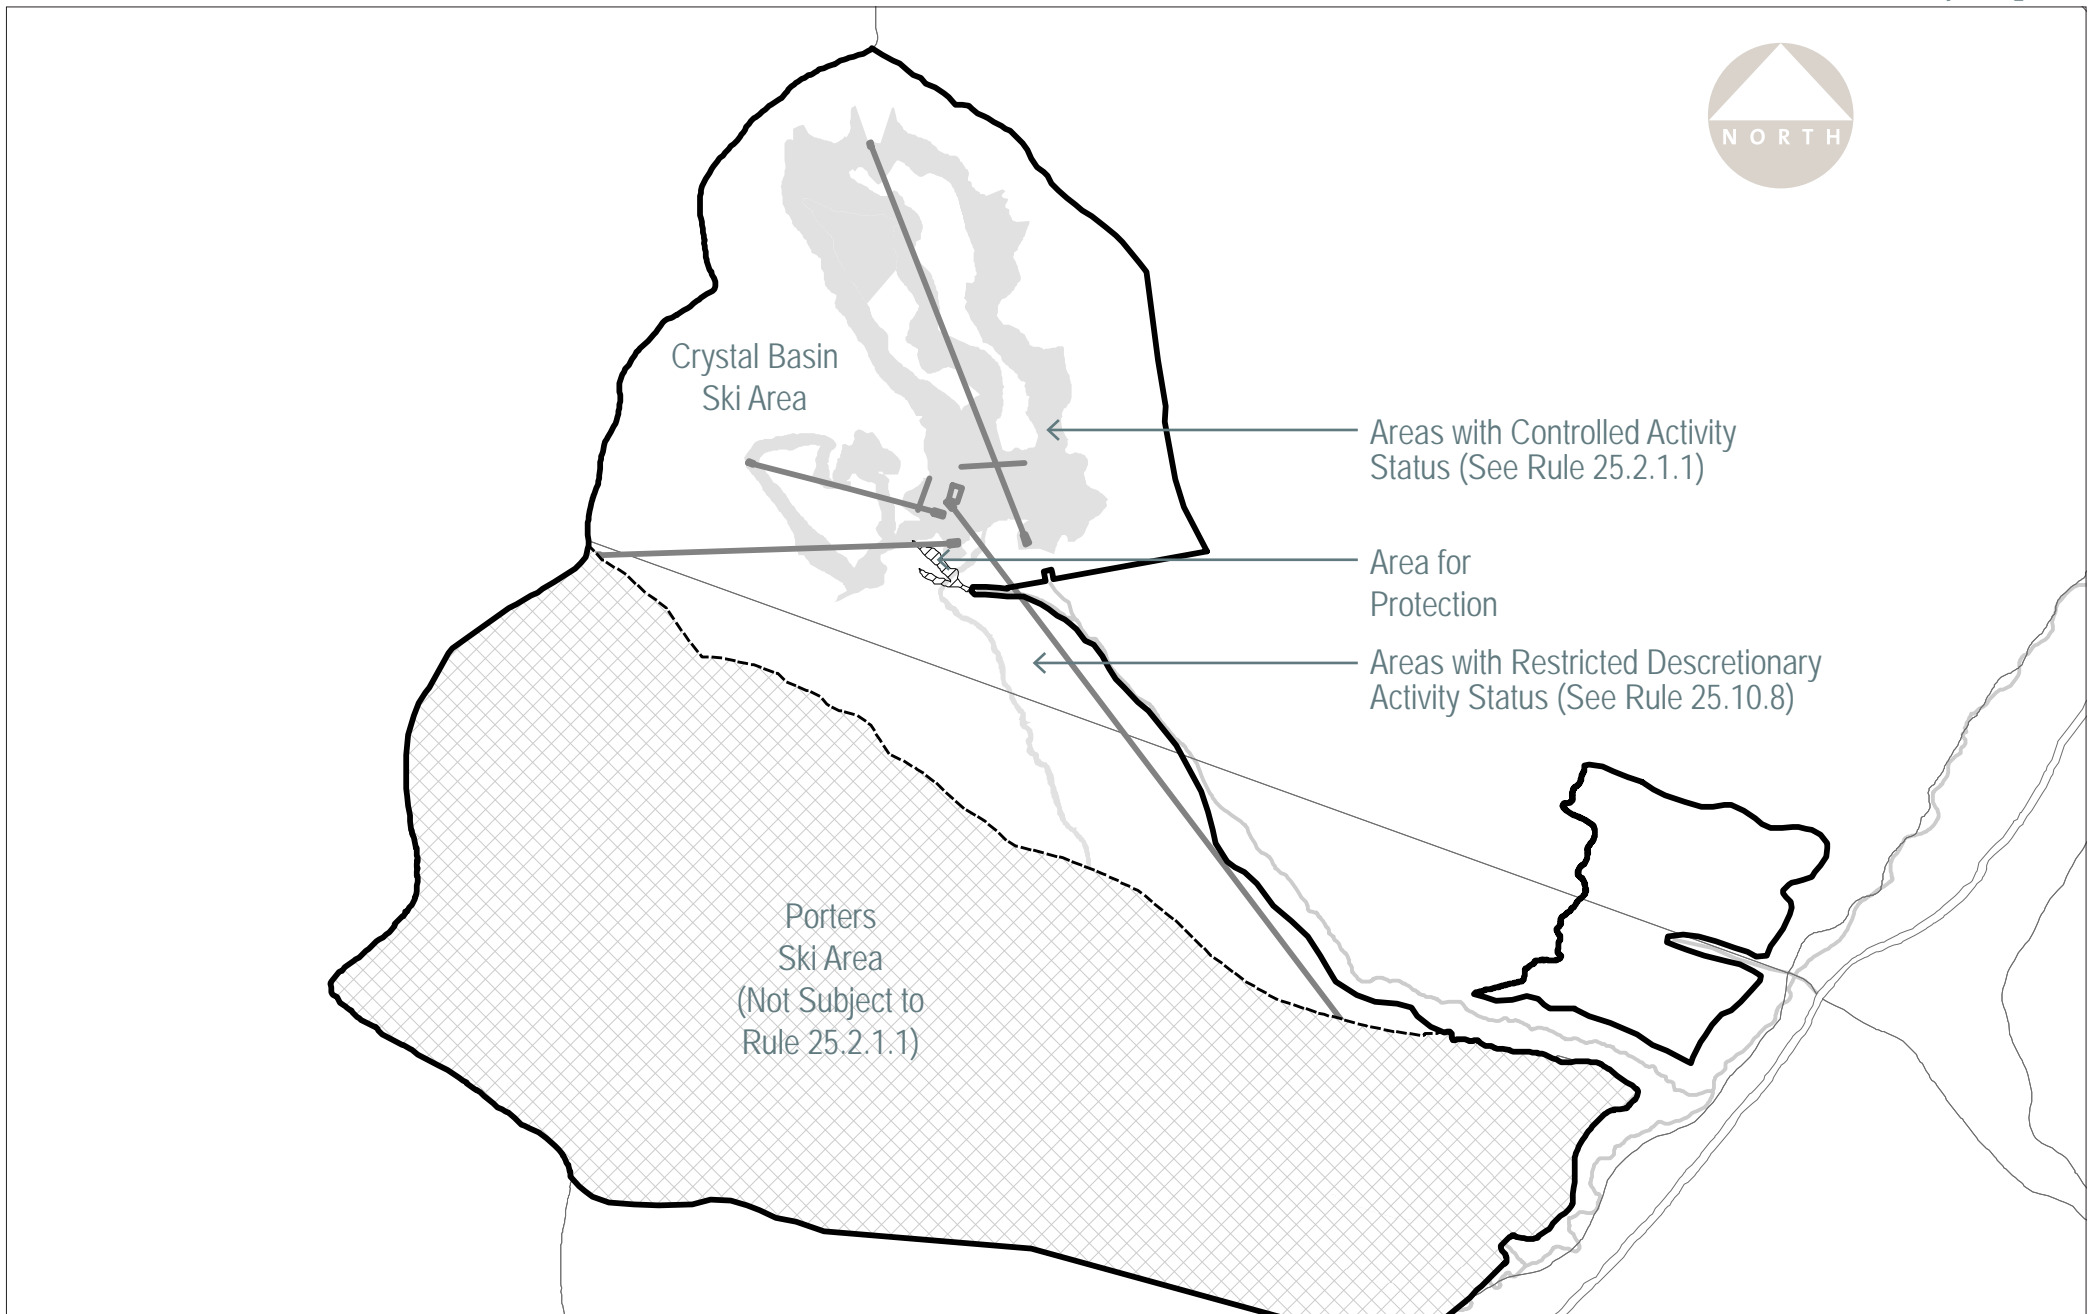 NORTH
Crystal Basin
Ski Area
Areas with Controlled Activity
Status (See Rule 25.2.1.1)
Area for
Protection
Areas with Restricted Descretionary
Activity Status (See Rule 25.10.8)
Porters
Ski Area
(Not Subject to
Rule 25.2.1.1)